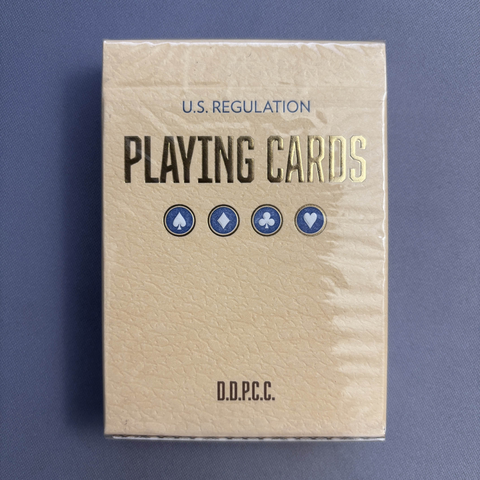 U.S. REGULATION
PLAYING CARDS
D.D.P.C.C.